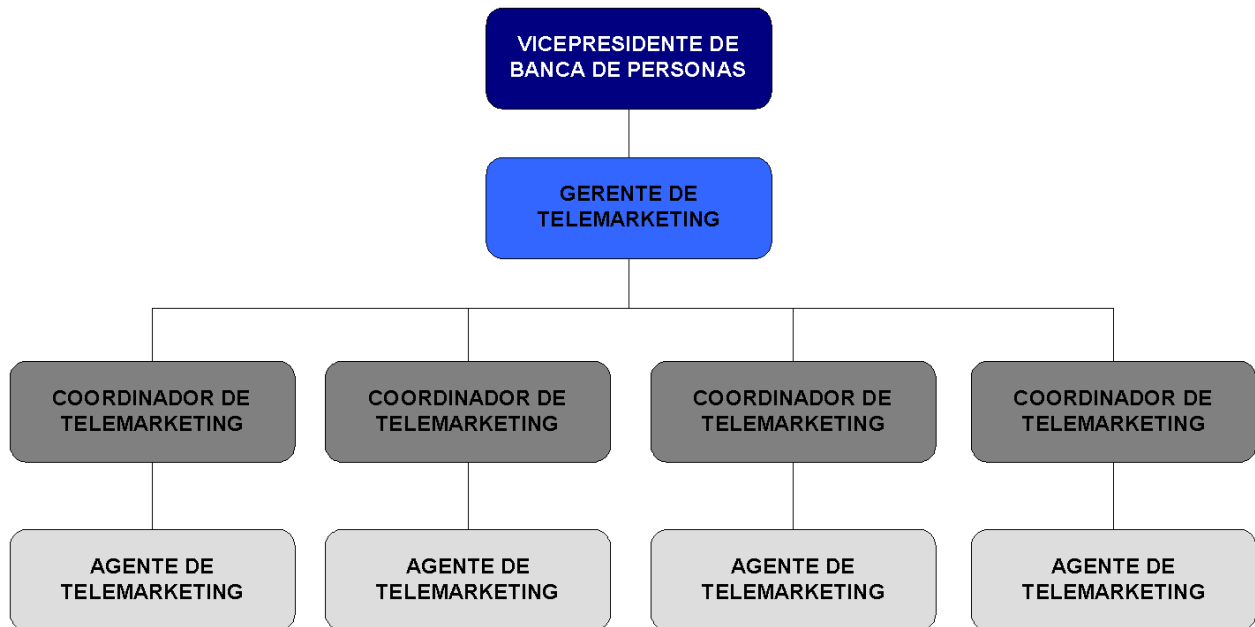 VICEPRESIDENTE DE
BANCA DE PERSONAS
GERENTE DE
TELEMARKETING
COORDINADOR DE
TELEMARKETING
COORDINADOR DE
TELEMARKETING
COORDINADOR DE
TELEMARKETING
COORDINADOR DE
TELEMARKETING
AGENTE DE
TELEMARKETING
AGENTE DE
TELEMARKETING
AGENTE DE
TELEMARKETING
AGENTE DE
TELEMARKETING